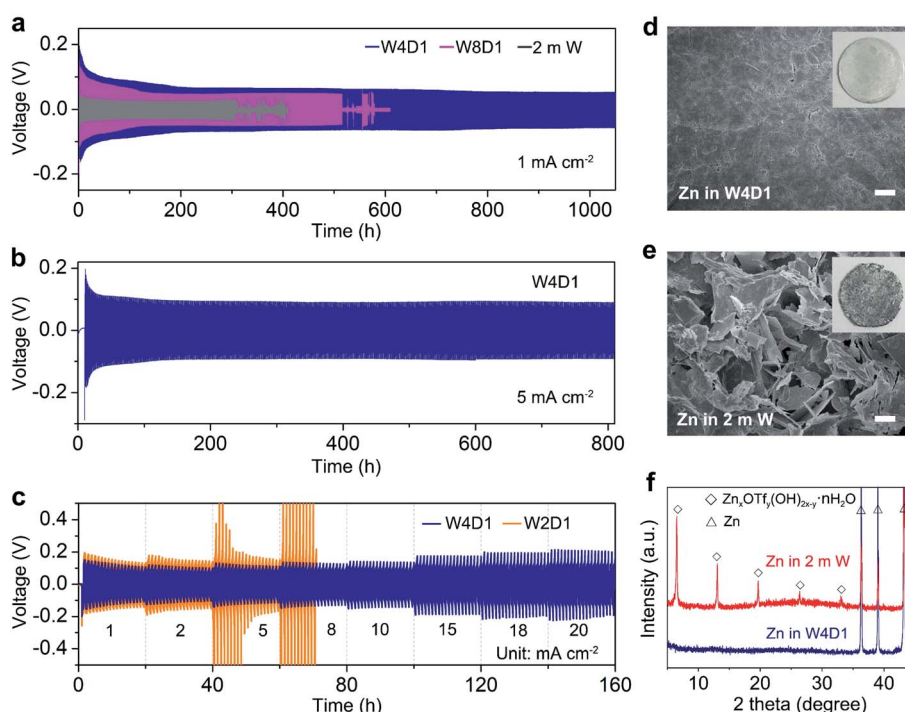 a
W4D1 W8D1 2 m W
Voltage (V)
0.2
0.0
-0.2
1 mA cm-2
0 200 400 600 800 1000
Time (h)
b
W4D1
Voltage (V)
0.2
0.0
-0.2
5 mA cm-2
0 200 400 600 800
Time (h)
c
W4D1 W2D1
Voltage (V)
0.4
0.2
0.0
-0.2
-0.4
1 2 5 8 10 15 18 20
Unit: mA cm-2
0 40 80 120 160
Time (h)
d
Zn in W4D1
e
Zn in 2 m W
f
ZnxOTfy(OH)2x-y·nH2O
Zn
Zn in 2 m W
Zn in W4D1
Intensity (a.u.)
10 20 30 40
2 theta (degree)